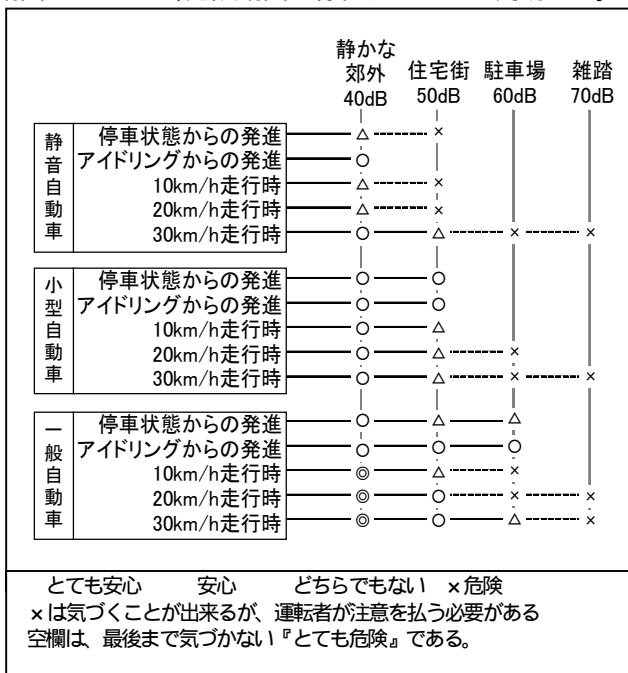 静かな
郊外 住宅街 駐車場 雑踏
40dB 50dB 60dB 70dB
静音自動車
停車状態からの発進 △ ×
アイドリングからの発進 ○
10km/h走行時 △ ×
20km/h走行時 △ ×
30km/h走行時 ○ △ × ×
小型自動車
停車状態からの発進 ○ ○
アイドリングからの発進 ○ ○
10km/h走行時 ○ △
20km/h走行時 ○ △ ×
30km/h走行時 ○ △ × ×
一般自動車
停車状態からの発進 ○ △ △
アイドリングからの発進 ○ ○ ○
10km/h走行時 ◎ △ ×
20km/h走行時 ◎ ○ × ×
30km/h走行時 ◎ ○ △ ×
とても安心 安心 どちらでもない ×危険
×は気づくことが出来るが、運転者が注意を払う必要がある
空欄は、最後まで気づかない『とても危険』である。